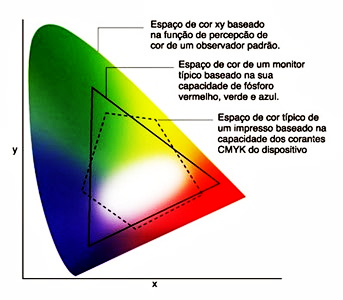 Espaço de cor xy baseado
na função de percepcão de
cor de um observador padrão.
Espaço de cor de um monitor
típico baseado na sua
capacidade de fósforo
vermelho, verde e azul.
Espaço de cor típico de
um impresso baseado na
capacidade dos corantes
CMYK do dispositivo
y
x